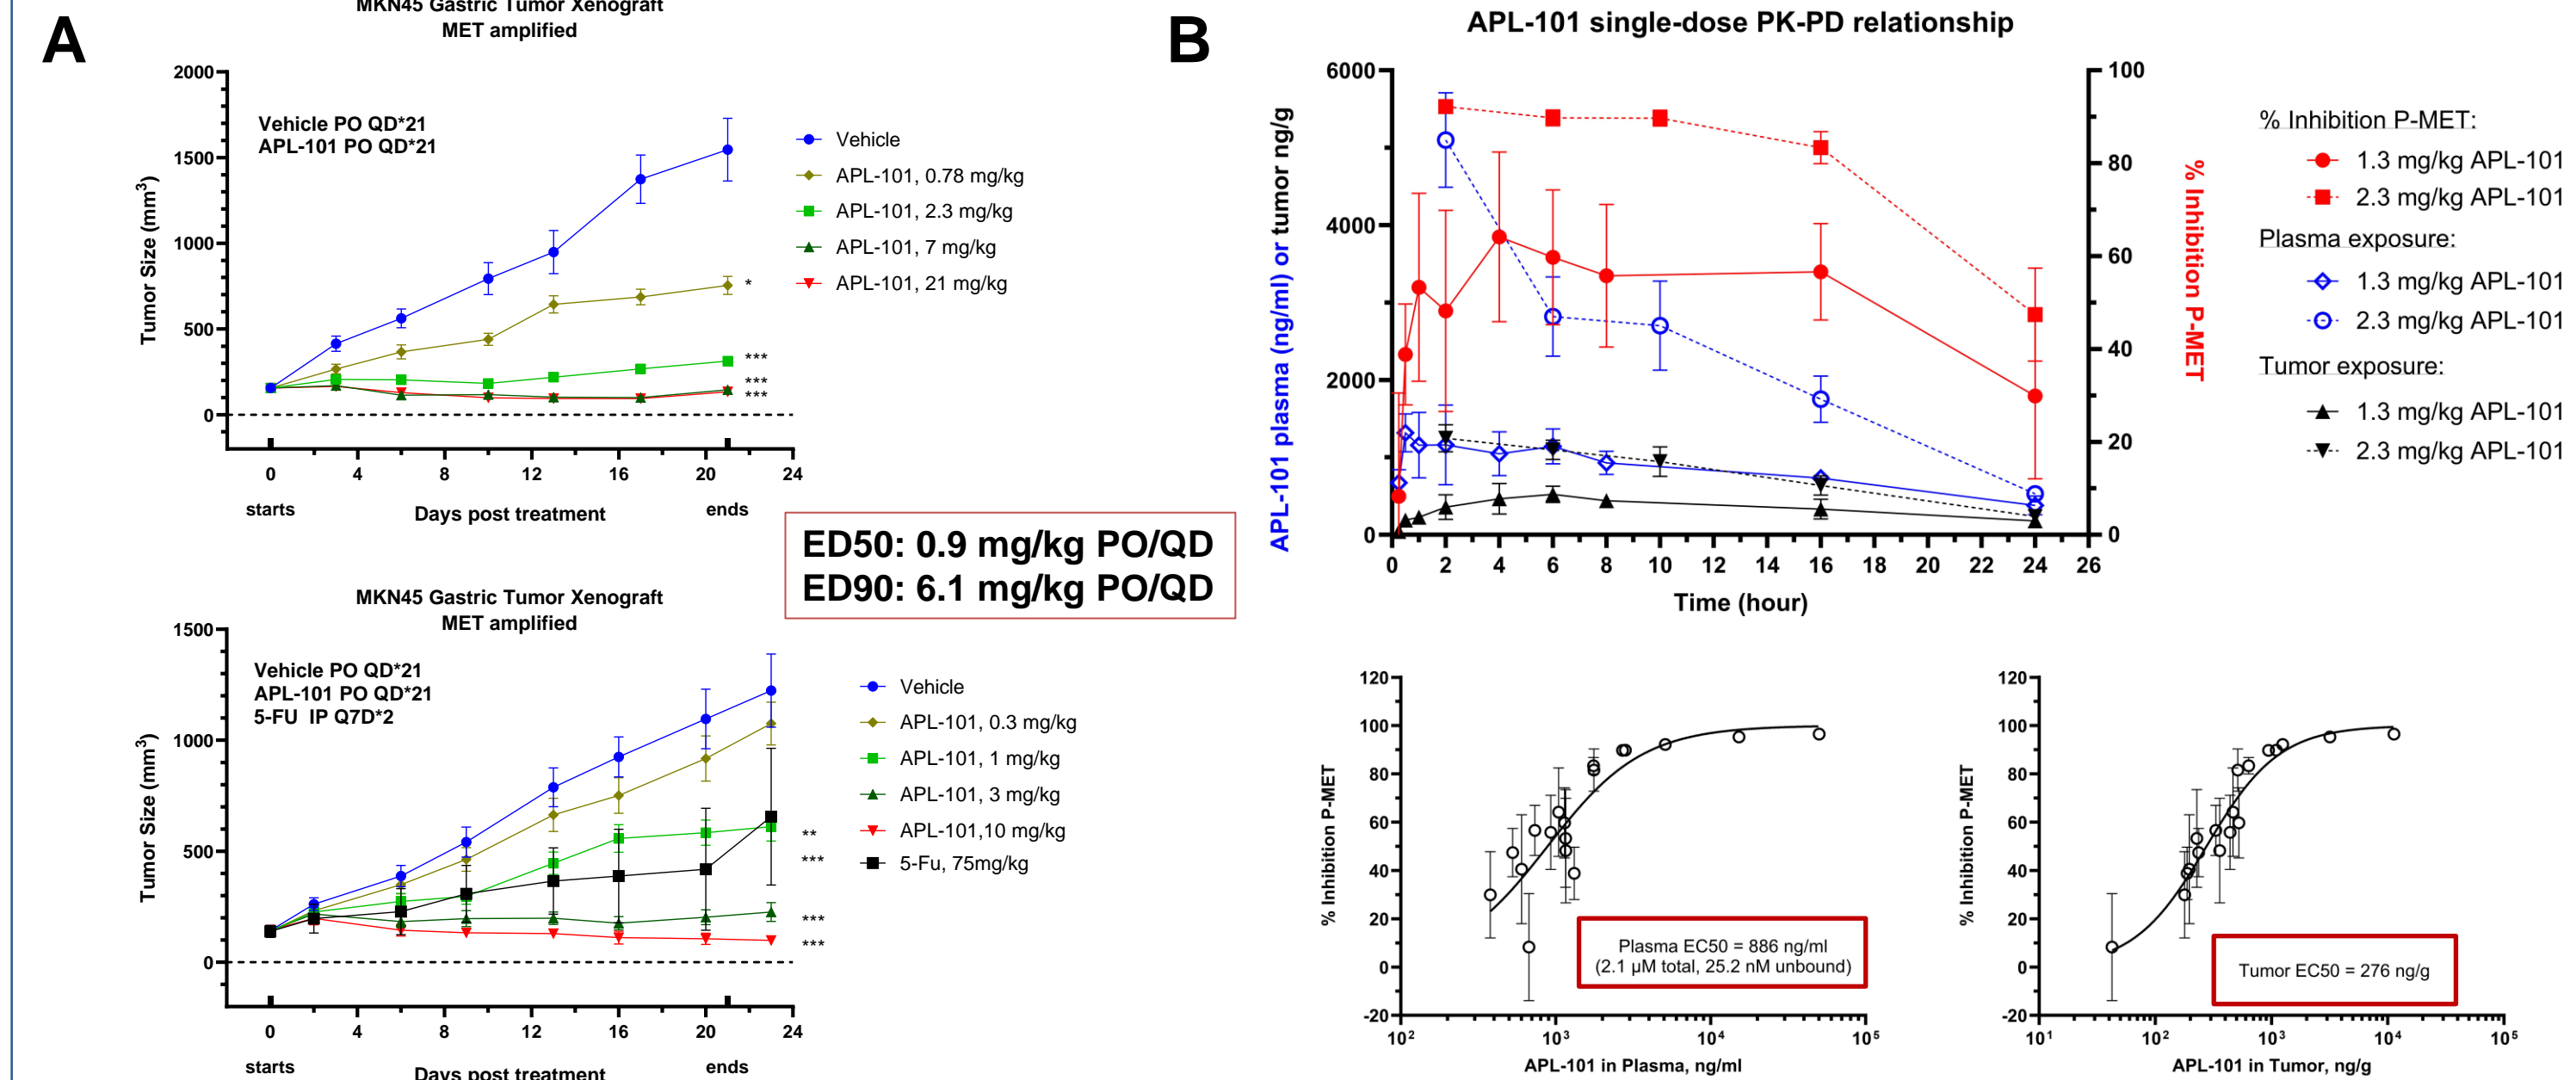 A
MKN45 Gastric Tumor Xenograft
MET amplified
Tumor Size (mm³)
2000
1500
1000
500
0
Vehicle PO QD*21
APL-101 PO QD*21
Vehicle
APL-101, 0.78 mg/kg
APL-101, 2.3 mg/kg
APL-101, 7 mg/kg
APL-101, 21 mg/kg
*
***
***
***
0 4 8 12 16 20 24
starts Days post treatment ends
ED50: 0.9 mg/kg PO/QD
ED90: 6.1 mg/kg PO/QD
MKN45 Gastric Tumor Xenograft
MET amplified
Tumor Size (mm³)
1500
1000
500
0
Vehicle PO QD*21
APL-101 PO QD*21
5-FU IP Q7D*2
Vehicle
APL-101, 0.3 mg/kg
APL-101, 1 mg/kg
APL-101, 3 mg/kg
APL-101,10 mg/kg
5-Fu, 75mg/kg
**
***
***
***
0 4 8 12 16 20 24
starts Days post treatment ends
B
APL-101 single-dose PK-PD relationship
APL-101 plasma (ng/ml) or tumor ng/g
6000
4000
2000
0
100
80
60
40
20
0
% Inhibition P-MET
0 2 4 6 8 10 12 14 16 18 20 22 24 26
Time (hour)
% Inhibition P-MET:
1.3 mg/kg APL-101
2.3 mg/kg APL-101
Plasma exposure:
1.3 mg/kg APL-101
2.3 mg/kg APL-101
Tumor exposure:
1.3 mg/kg APL-101
2.3 mg/kg APL-101
% Inhibition P-MET
120
100
80
60
40
20
0
-20
Plasma EC50 = 886 ng/ml
(2.1 µM total, 25.2 nM unbound)
10² 10³ 10⁴ 10⁵
APL-101 in Plasma, ng/ml
% Inhibition P-MET
120
100
80
60
40
20
0
-20
Tumor EC50 = 276 ng/g
10¹ 10² 10³ 10⁴ 10⁵
APL-101 in Tumor, ng/g